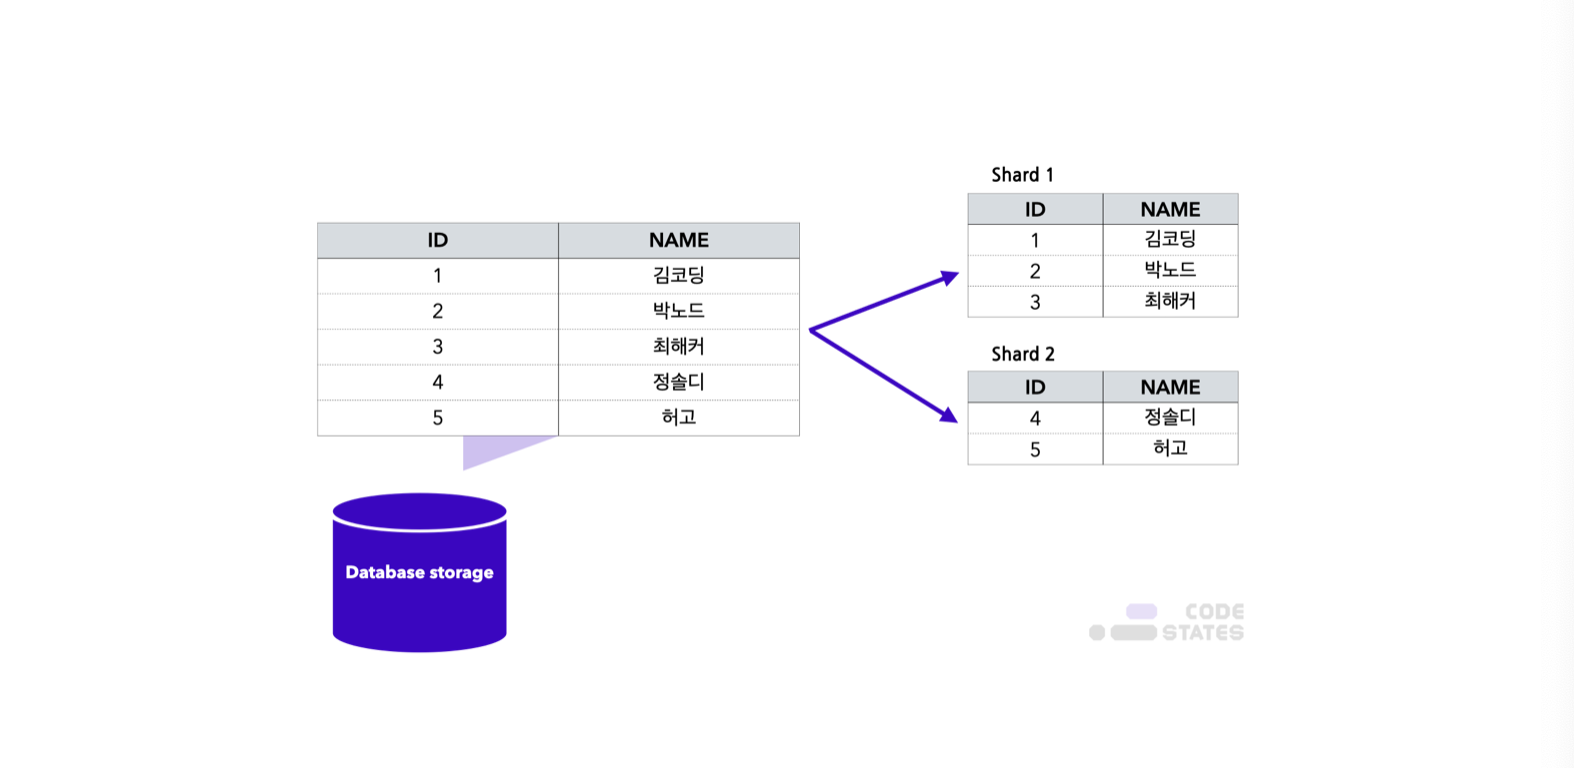 ID NAME
1 김코딩
2 박노드
3 최해커
4 정솔디
5 허고
Database storage
Shard 1
ID NAME
1 김코딩
2 박노드
3 최해커
Shard 2
ID NAME
4 정솔디
5 허고
CODE
STATES